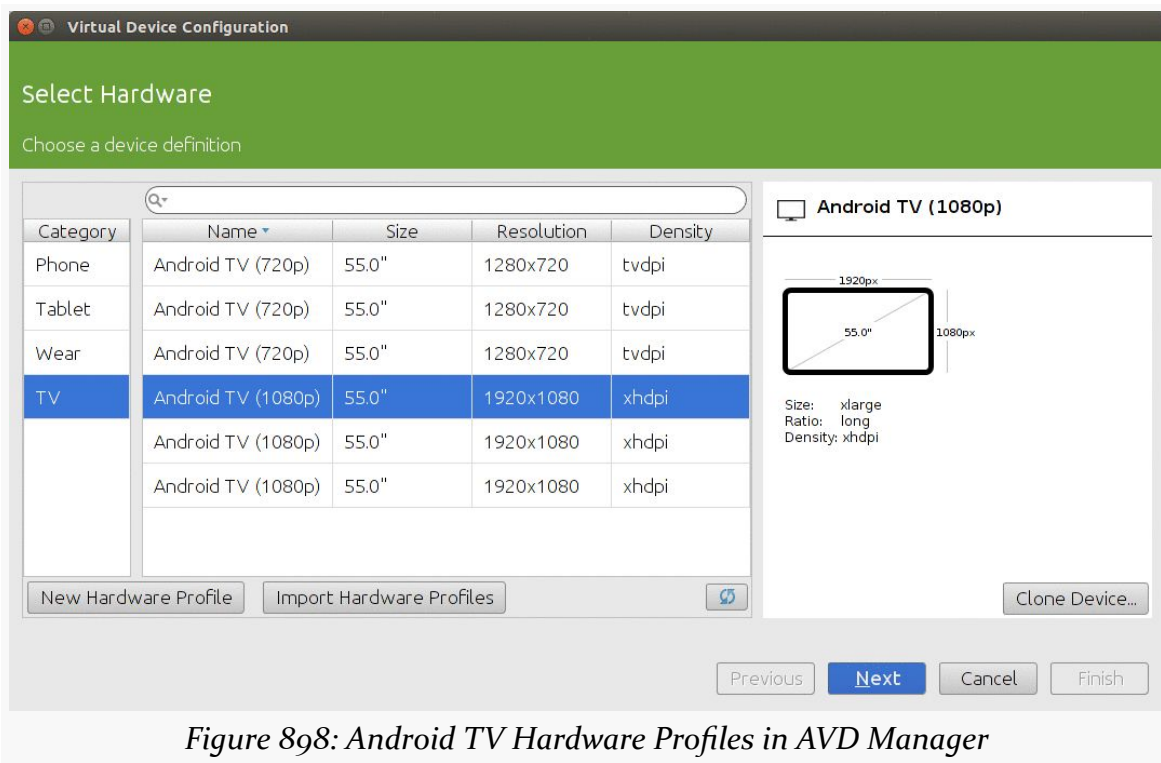 Virtual Device Configuration
Select Hardware
Choose a device definition
Category
Name Size Resolution Density
Phone
Tablet
Wear
TV
Android TV (720p) 55.0" 1280x720 tvdpi
Android TV (720p) 55.0" 1280x720 tvdpi
Android TV (720p) 55.0" 1280x720 tvdpi
Android TV (1080p) 55.0" 1920x1080 xhdpi
Android TV (1080p) 55.0" 1920x1080 xhdpi
Android TV (1080p) 55.0" 1920x1080 xhdpi
New Hardware Profile Import Hardware Profiles
Android TV (1080p)
1920px
55.0"
1080px
Size: xlarge
Ratio: long
Density: xhdpi
Clone Device...
Previous Next Cancel Finish
Figure 898: Android TV Hardware Profiles in AVD Manager